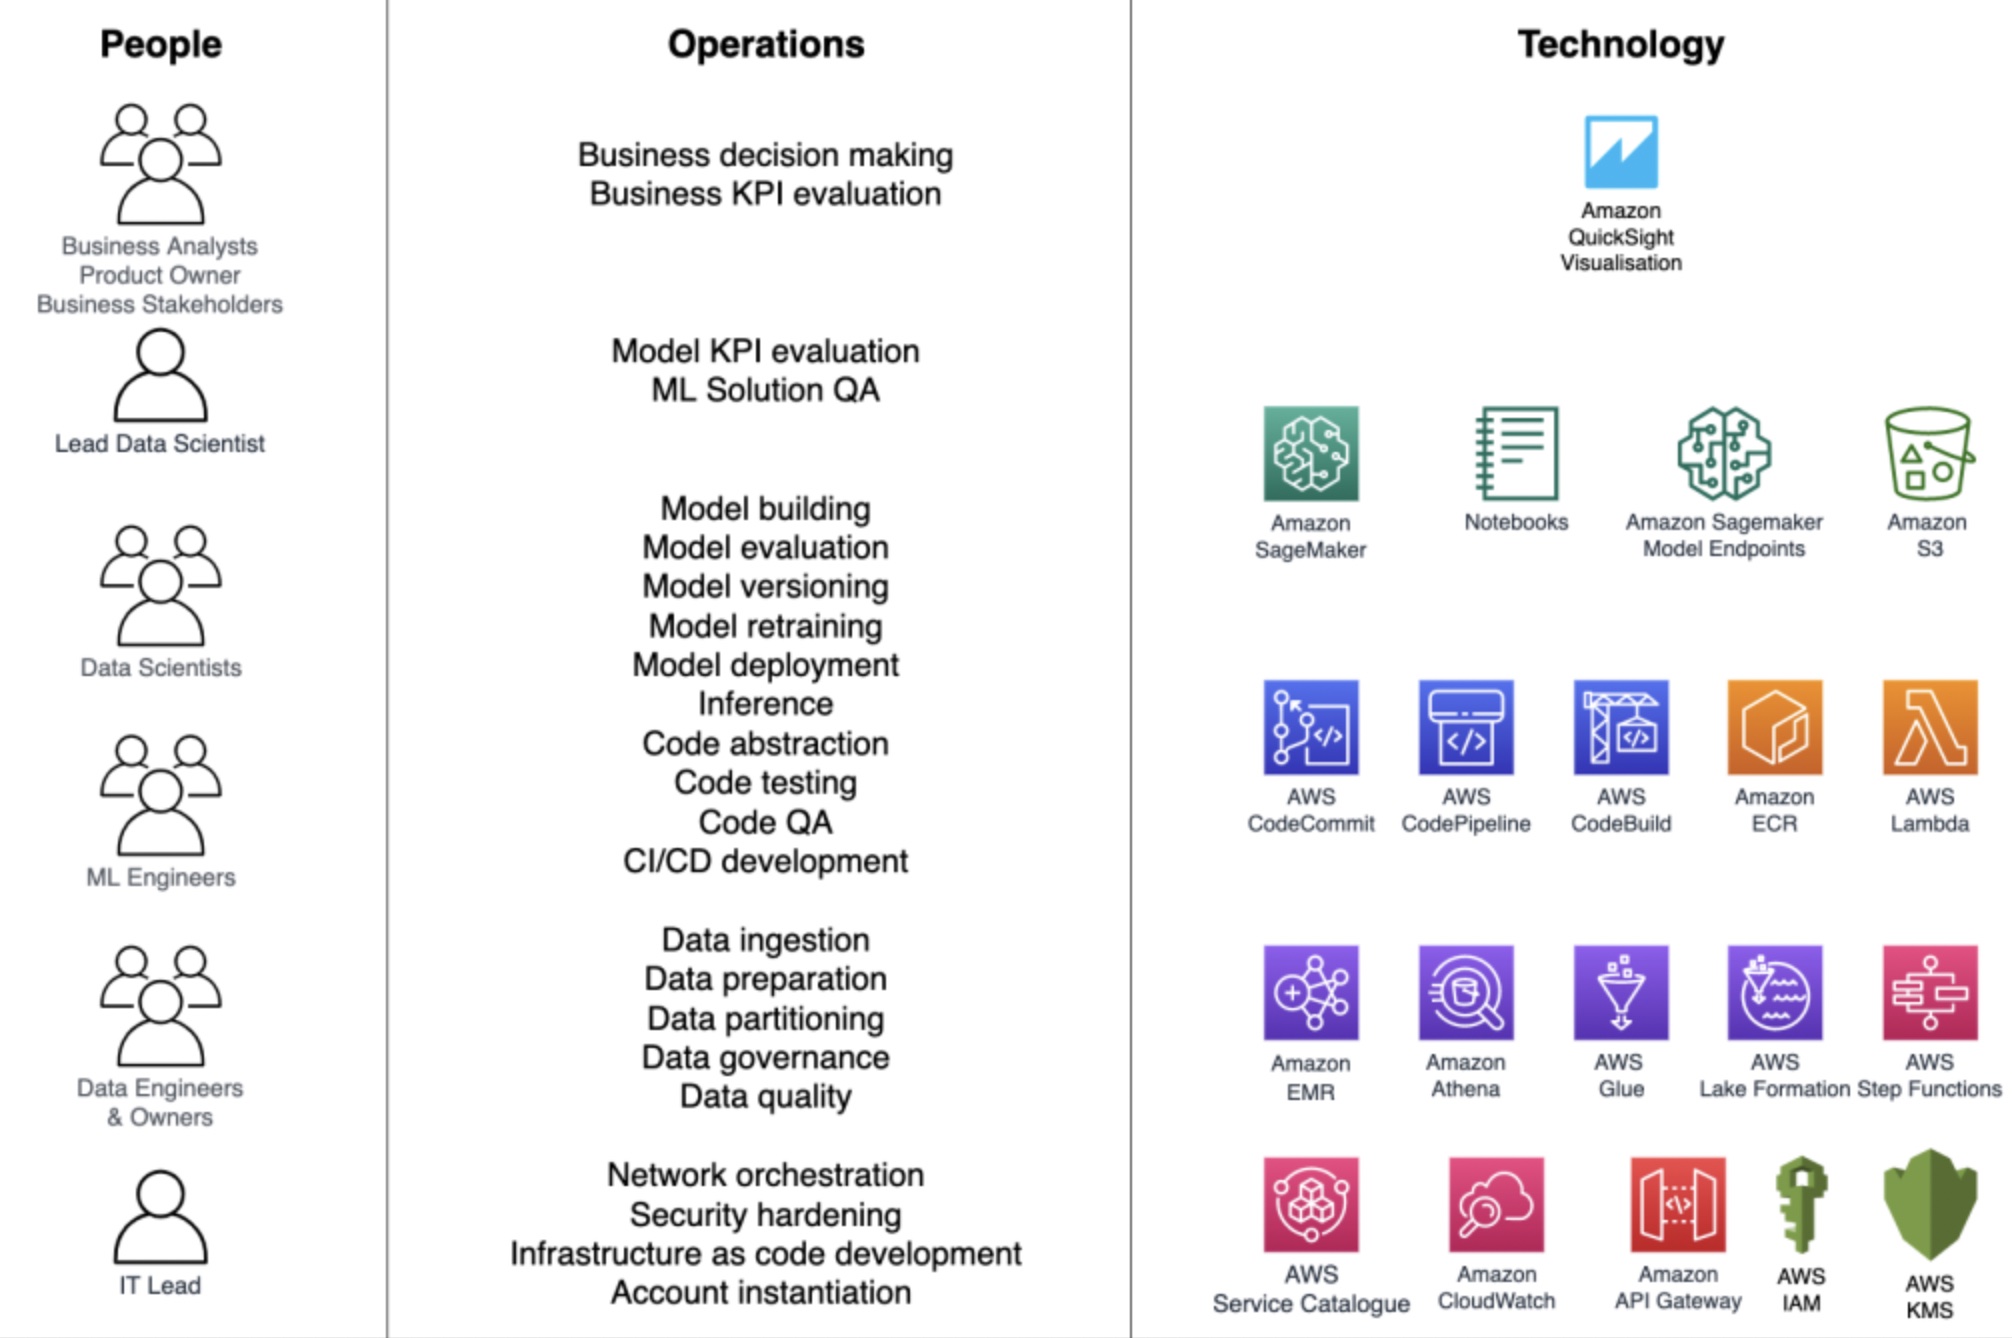 People
Operations
Technology
Business Analysts
Product Owner
Business Stakeholders
Business decision making
Business KPI evaluation
Amazon
QuickSight
Visualisation
Lead Data Scientist
Model KPI evaluation
ML Solution QA
Amazon
SageMaker
Notebooks
Amazon Sagemaker
Model Endpoints
Amazon
S3
Data Scientists
ML Engineers
Model building
Model evaluation
Model versioning
Model retraining
Model deployment
Inference
Code abstraction
Code testing
Code QA
CI/CD development
AWS
CodeCommit
AWS
CodePipeline
AWS
CodeBuild
Amazon
ECR
AWS
Lambda
Data Engineers
& Owners
Data ingestion
Data preparation
Data partitioning
Data governance
Data quality
Amazon
EMR
Amazon
Athena
AWS
Glue
AWS
Lake Formation
AWS
Step Functions
IT Lead
Network orchestration
Security hardening
Infrastructure as code development
Account instantiation
AWS
Service Catalogue
Amazon
CloudWatch
Amazon
API Gateway
AWS
IAM
AWS
KMS